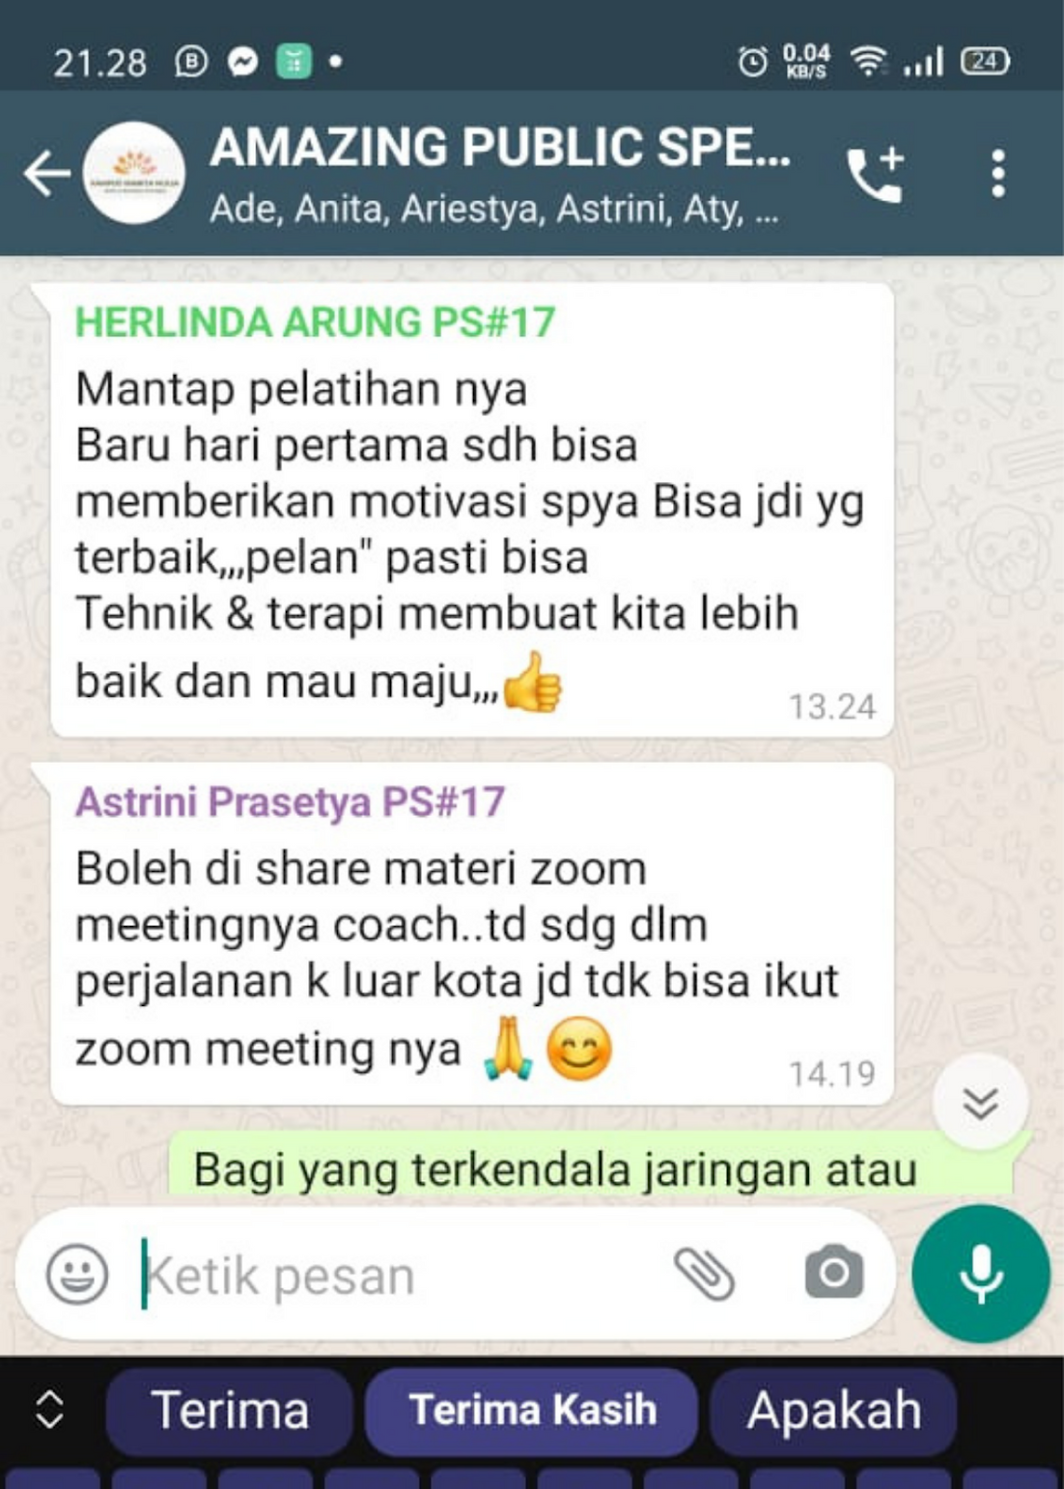 21.28
0.04
KB/S
24
AMAZING PUBLIC SPE...
Ade, Anita, Ariestya, Astrini, Aty, ...
HERLINDA ARUNG PS#17
Mantap pelatihan nya
Baru hari pertama sdh bisa
memberikan motivasi spya Bisa jdi yg
terbaik,,,pelan" pasti bisa
Tehnik & terapi membuat kita lebih
baik dan mau maju,,,👍
13.24
Astrini Prasetya PS#17
Boleh di share materi zoom
meetingnya coach..td sdg dlm
perjalanan k luar kota jd tdk bisa ikut
zoom meeting nya 🙏😊
14.19
Bagi yang terkendala jaringan atau
Ketik pesan
Terima
Terima Kasih
Apakah